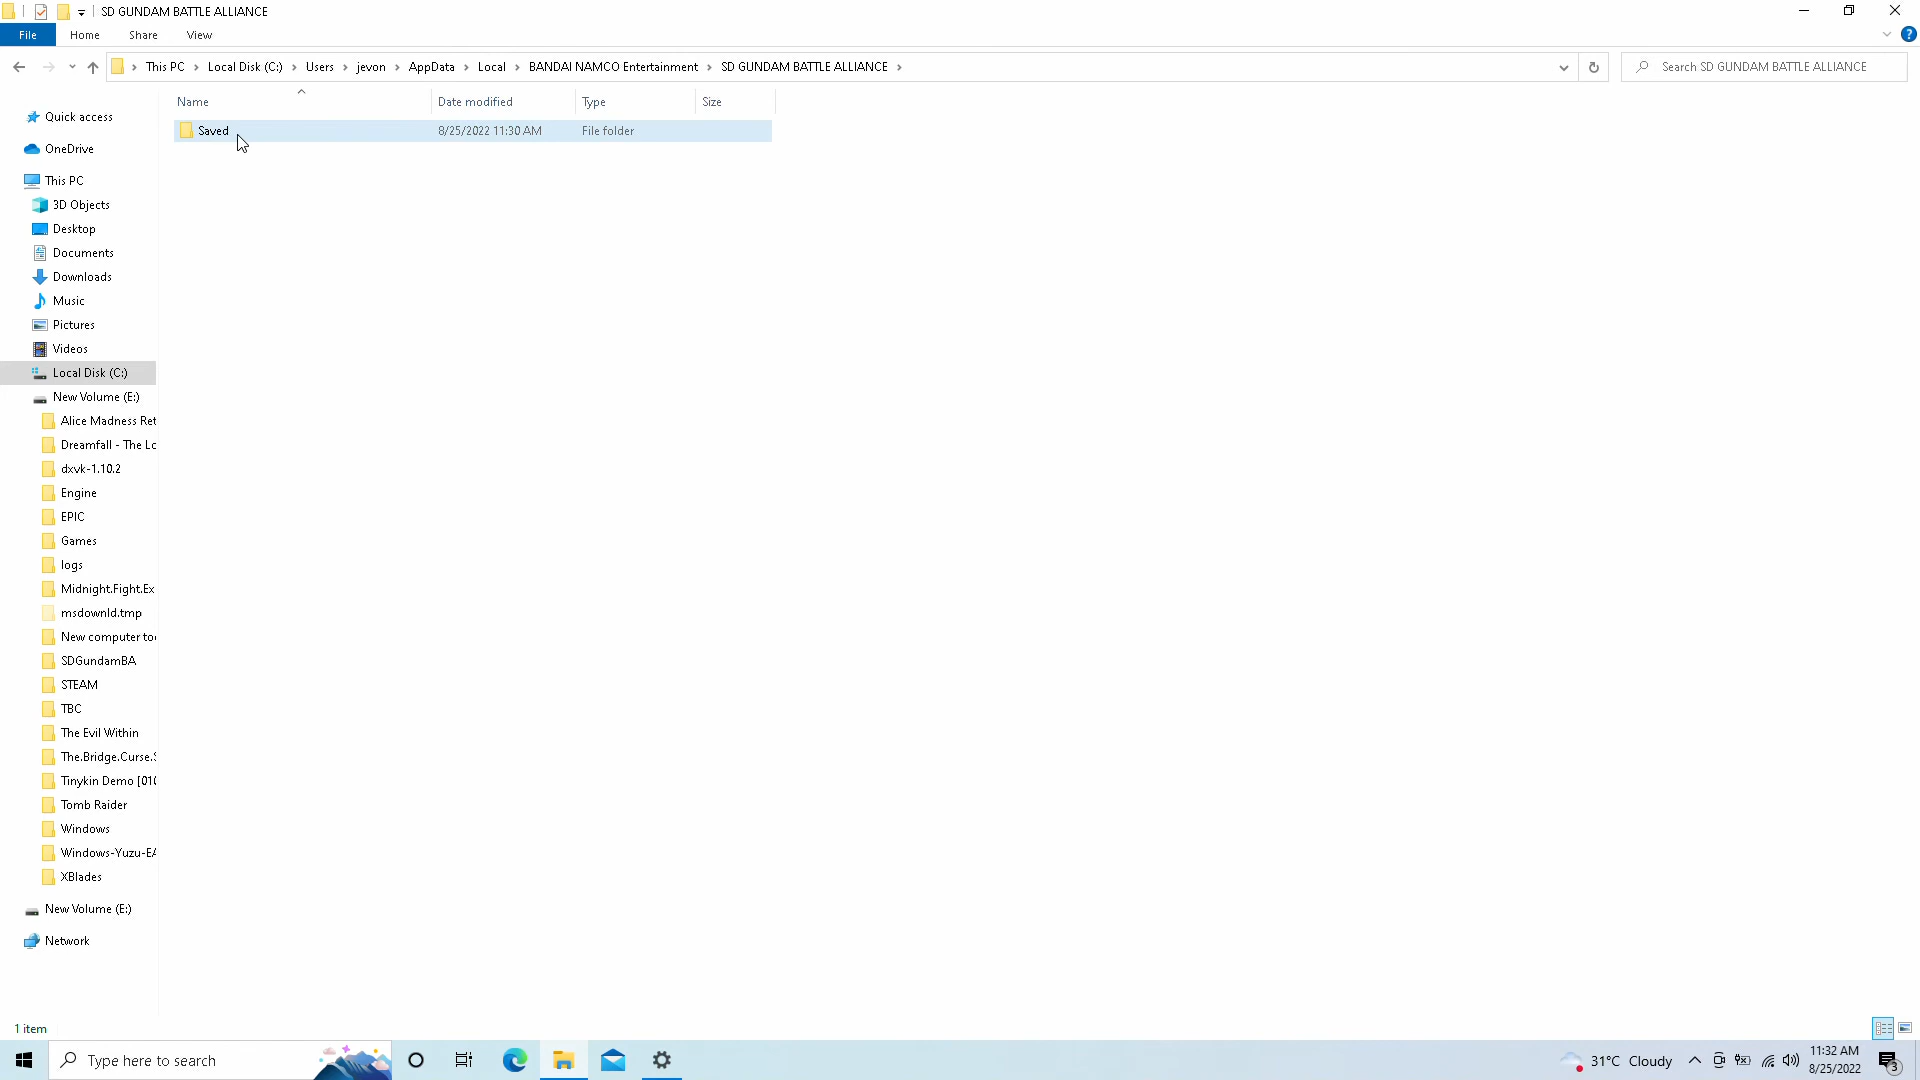 SD GUNDAM BATTLE ALLIANCE
File Home Share View
This PC Local Disk (C:) Users jevon AppData Local BANDAI NAMCO Entertainment SD GUNDAM BATTLE ALLIANCE
Search SD GUNDAM BATTLE ALLIANCE
Name Date modified Type Size
Saved 8/25/2022 11:30 AM File folder
Quick access
OneDrive
This PC
3D Objects
Desktop
Documents
Downloads
Music
Pictures
Videos
Local Disk (C:)
New Volume (E:)
Alice Madness Ret
Dreamfall - The Lo
dxvk-1.10.2
Engine
EPIC
Games
logs
Midnight.Fight.Ex
msdownld.tmp
New computer too
SDGundamBA
STEAM
TBC
The Evil Within
The.Bridge.Curse.S
Tinykin Demo [010
Tomb Raider
Windows
Windows-Yuzu-EA
XBlades
New Volume (E:)
Network
1 item
Type here to search
31°C Cloudy
11:32 AM
8/25/2022
3